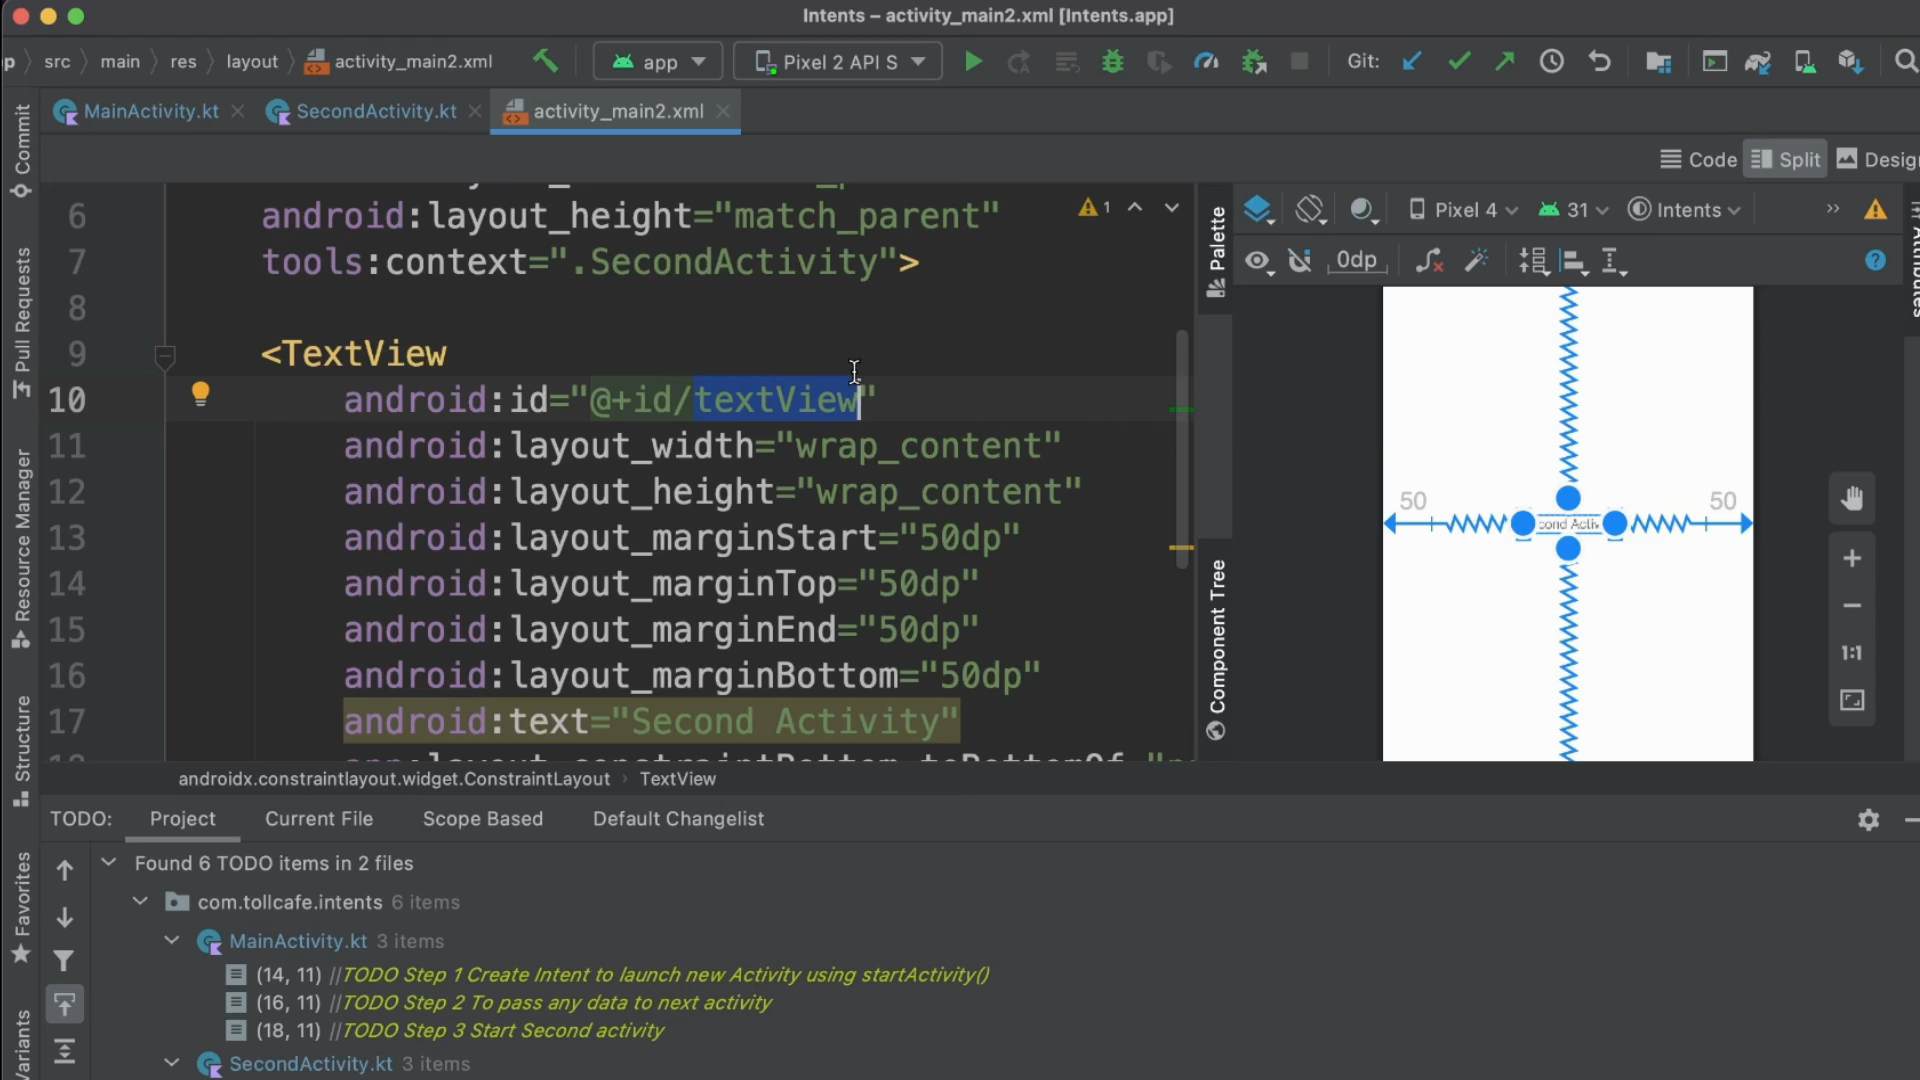 Intents – activity_main2.xml [Intents.app]
p src main res layout activity_main2.xml app Pixel 2 API S Git:
MainActivity.kt SecondActivity.kt activity_main2.xml
Code Split Desig
6 android:layout_height="match_parent"
7 tools:context=".SecondActivity">
8
9 <TextView
10 android:id="@+id/textView"
11 android:layout_width="wrap_content"
12 android:layout_height="wrap_content"
13 android:layout_marginStart="50dp"
14 android:layout_marginTop="50dp"
15 android:layout_marginEnd="50dp"
16 android:layout_marginBottom="50dp"
17 android:text="Second Activity"
1
Commit
Pull Requests
Resource Manager
Structure
Favorites
Variants
Palette
Component Tree
Attributes
Pixel 4 31 Intents
0dp
50 50
cond Activ
1:1
androidx.constraintlayout.widget.ConstraintLayout › TextView
TODO: Project Current File Scope Based Default Changelist
Found 6 TODO items in 2 files
com.tollcafe.intents 6 items
MainActivity.kt 3 items
(14, 11) //TODO Step 1 Create Intent to launch new Activity using startActivity()
(16, 11) //TODO Step 2 To pass any data to next activity
(18, 11) //TODO Step 3 Start Second activity
SecondActivity.kt 3 items